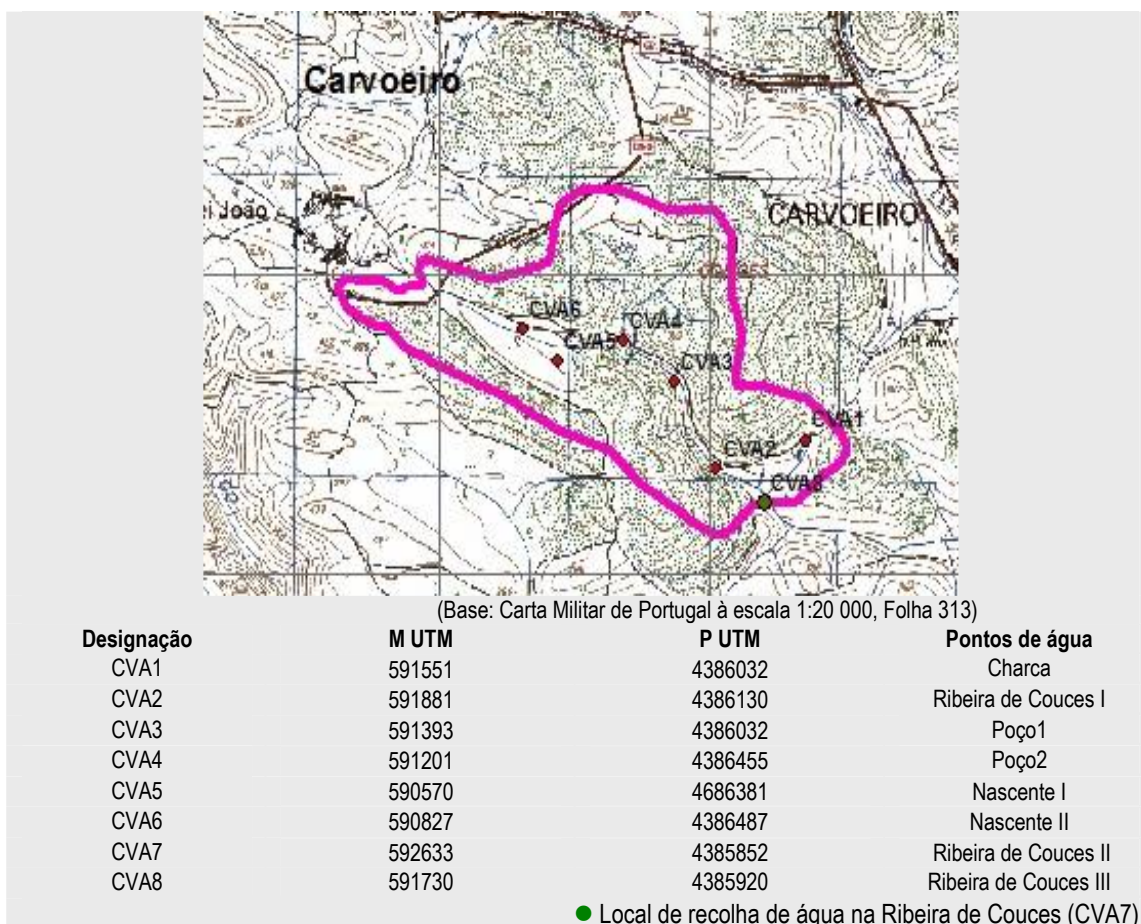 Carvoeiro
CARVOEIRO
CVA6
CVA4
CVA5
CVA3
CVA1
CVA2
CVA8
(Base: Carta Militar de Portugal à escala 1:20 000, Folha 313)
Designação M UTM P UTM Pontos de água
CVA1 591551 4386032 Charca
CVA2 591881 4386130 Ribeira de Couces I
CVA3 591393 4386032 Poço1
CVA4 591201 4386455 Poço2
CVA5 590570 4686381 Nascente I
CVA6 590827 4386487 Nascente II
CVA7 592633 4385852 Ribeira de Couces II
CVA8 591730 4385920 Ribeira de Couces III
Local de recolha de água na Ribeira de Couces (CVA7)